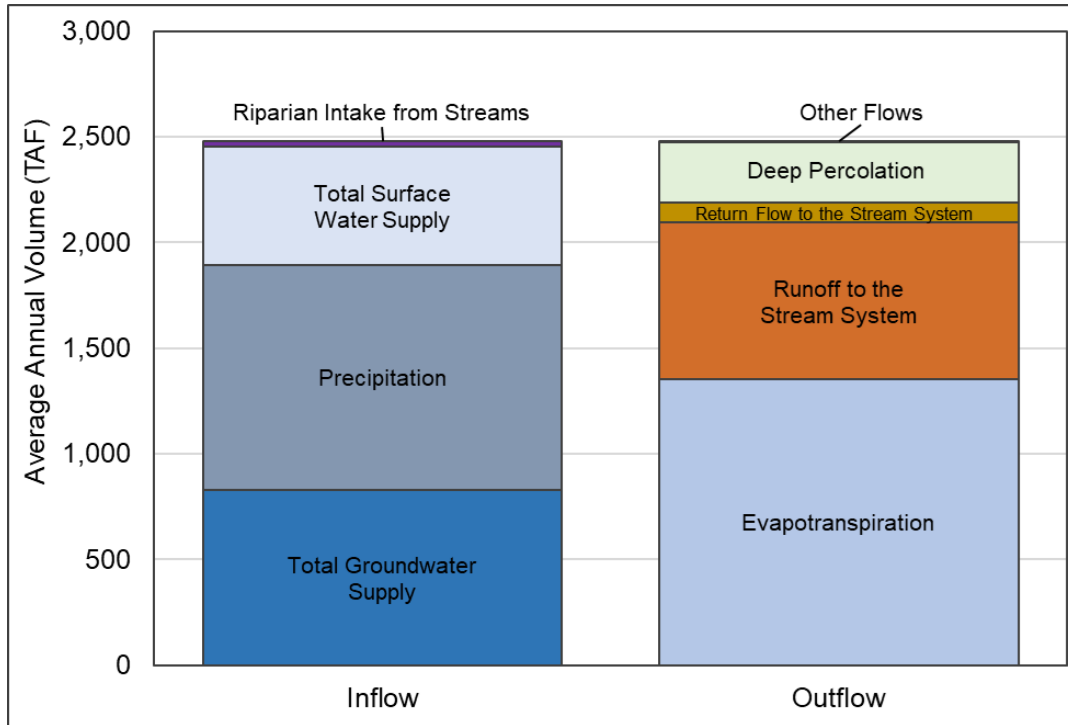 Average Annual Volume (TAF)
3,000
2,500
2,000
1,500
1,000
500
0
Riparian Intake from Streams
Total Surface
Water Supply
Precipitation
Total Groundwater
Supply
Other Flows
Deep Percolation
Return Flow to the Stream System
Runoff to the
Stream System
Evapotranspiration
Inflow
Outflow